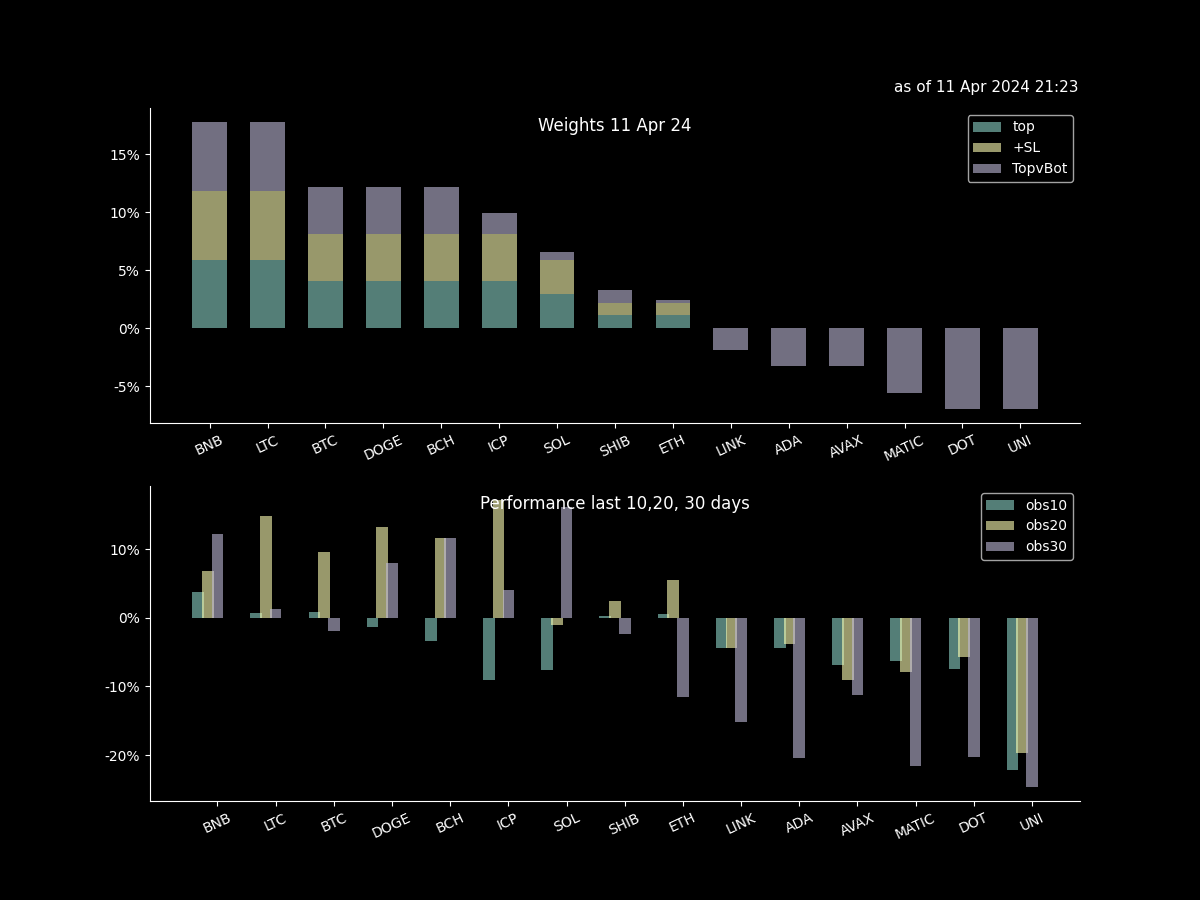 as of 11 Apr 2024 21:23
Weights 11 Apr 24
top
+SL
TopvBot
15%
10%
5%
0%
-5%
BNB LTC BTC DOGE BCH ICP SOL SHIB ETH LINK ADA AVAX MATIC DOT UNI
Performance last 10,20, 30 days
obs10
obs20
obs30
10%
0%
-10%
-20%
BNB LTC BTC DOGE BCH ICP SOL SHIB ETH LINK ADA AVAX MATIC DOT UNI